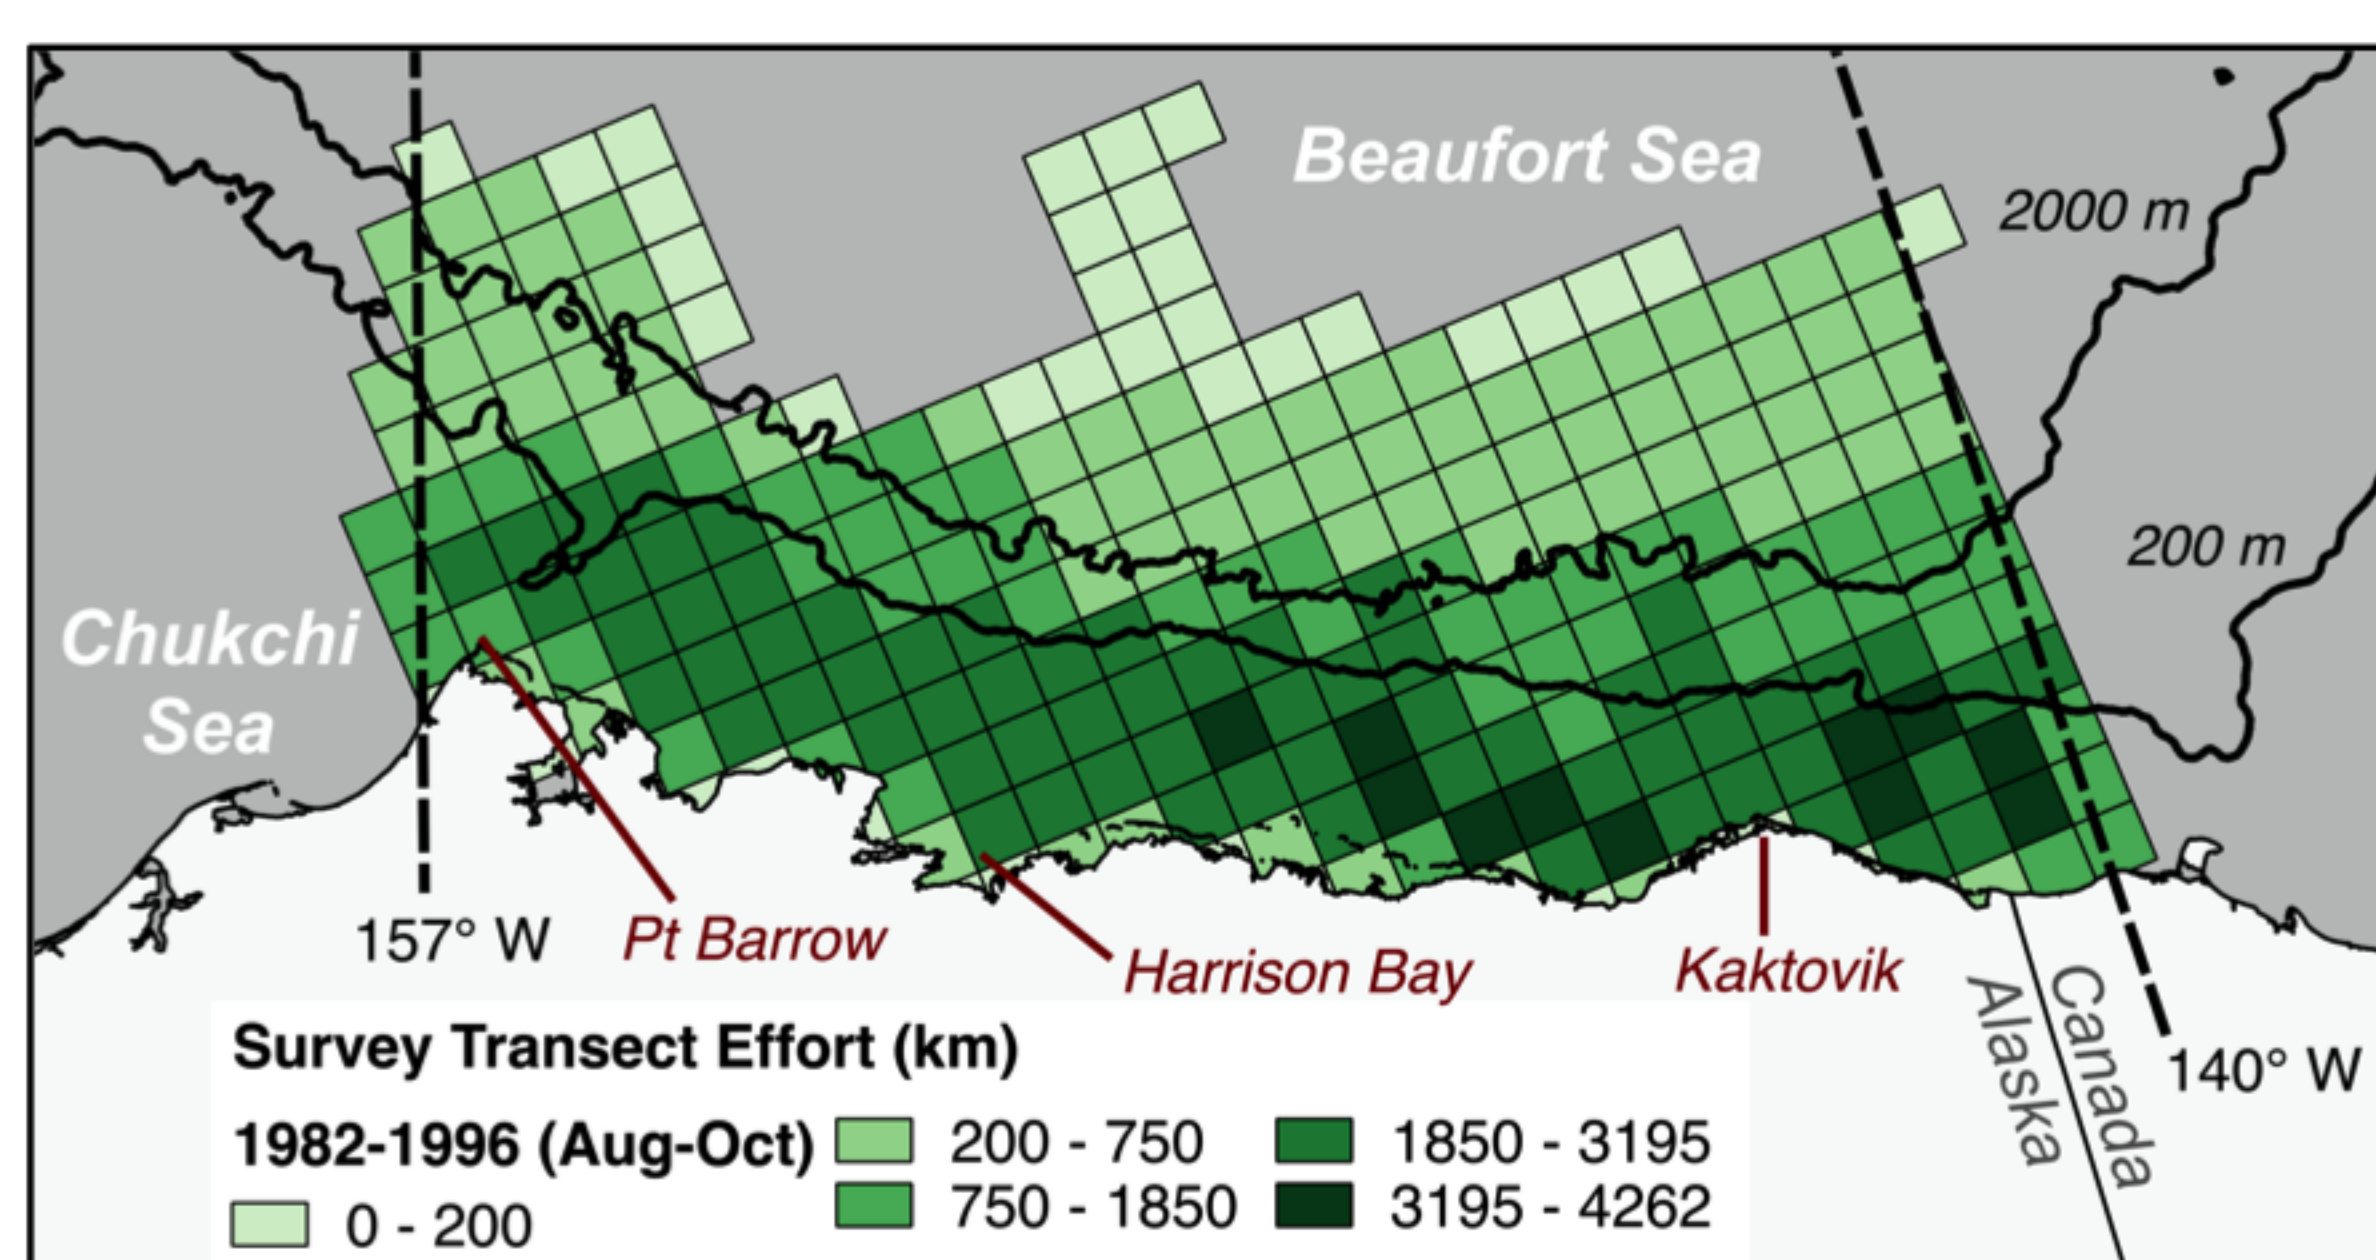 Beaufort Sea
2000 m
200 m
Chukchi
Sea
157° W
Pt Barrow
Harrison Bay
Kaktovik
Alaska
Canada
140° W
Survey Transect Effort (km)
1982-1996 (Aug-Oct)
0 - 200
200 - 750
750 - 1850
1850 - 3195
3195 - 4262